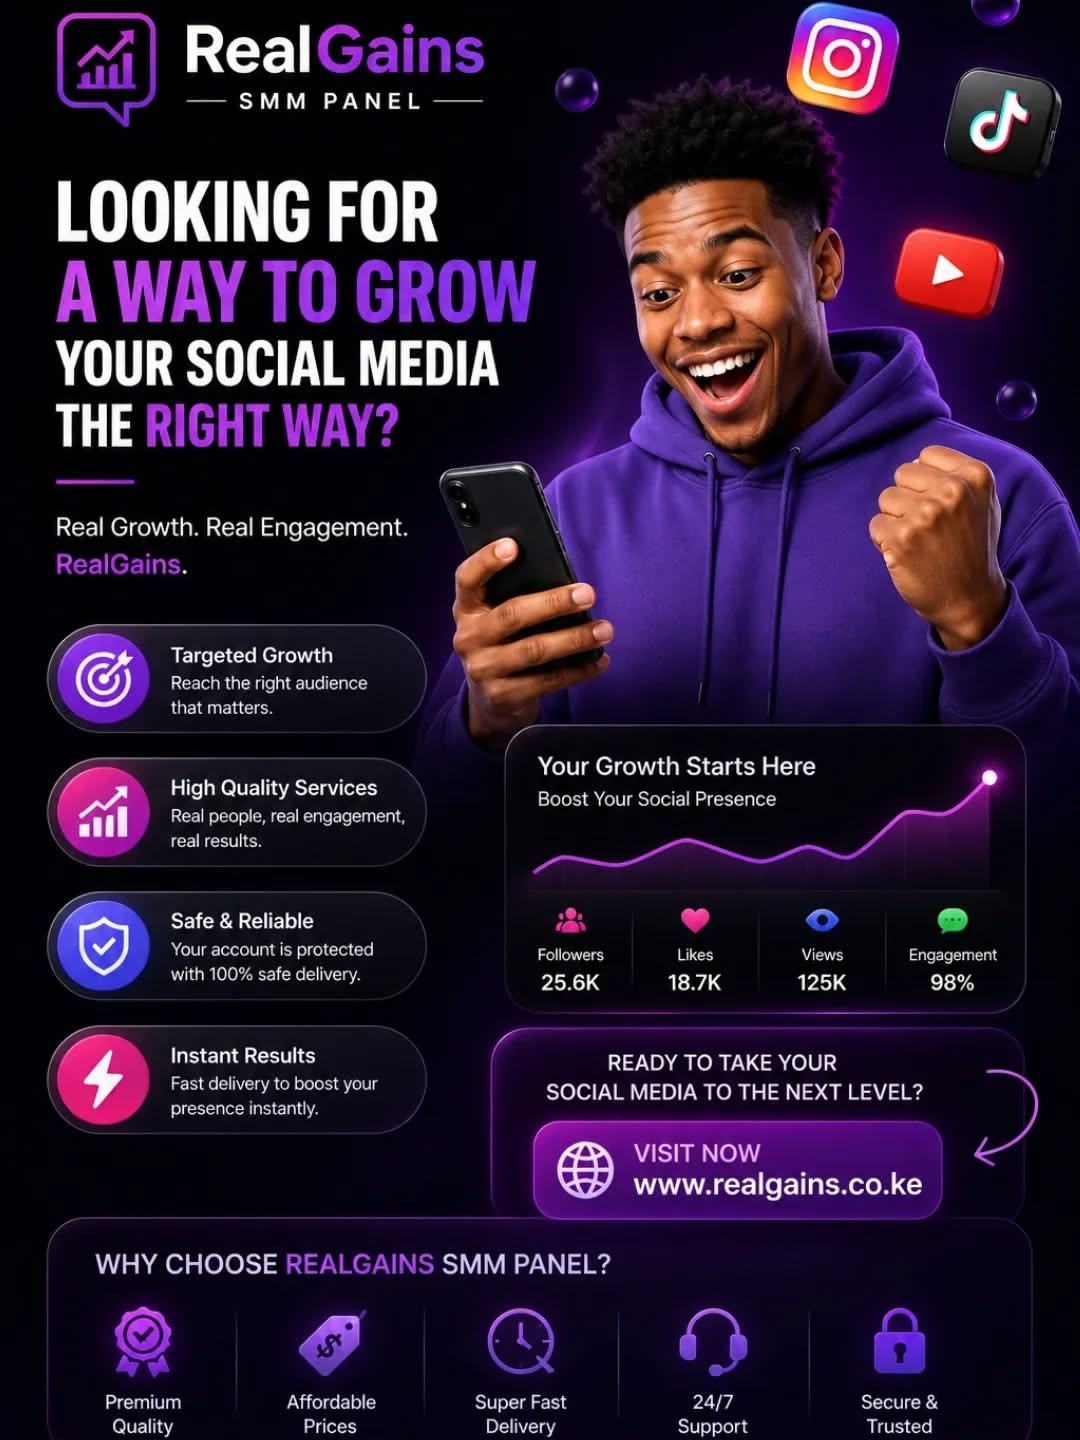 RealGains
SMM PANEL
LOOKING FOR
A WAY TO GROW
YOUR SOCIAL MEDIA
THE RIGHT WAY?
Real Growth. Real Engagement.
RealGains.
Targeted Growth
Reach the right audience
that matters.
High Quality Services
Real people, real engagement,
real results.
Safe & Reliable
Your account is protected
with 100% safe delivery.
Instant Results
Fast delivery to boost your
presence instantly.
Your Growth Starts Here
Boost Your Social Presence
Followers
25.6K
Likes
18.7K
Views
125K
Engagement
98%
READY TO TAKE YOUR
SOCIAL MEDIA TO THE NEXT LEVEL?
VISIT NOW
www.realgains.co.ke
WHY CHOOSE REALGAINS SMM PANEL?
Premium
Quality
Affordable
Prices
Super Fast
Delivery
24/7
Support
Secure &
Trusted